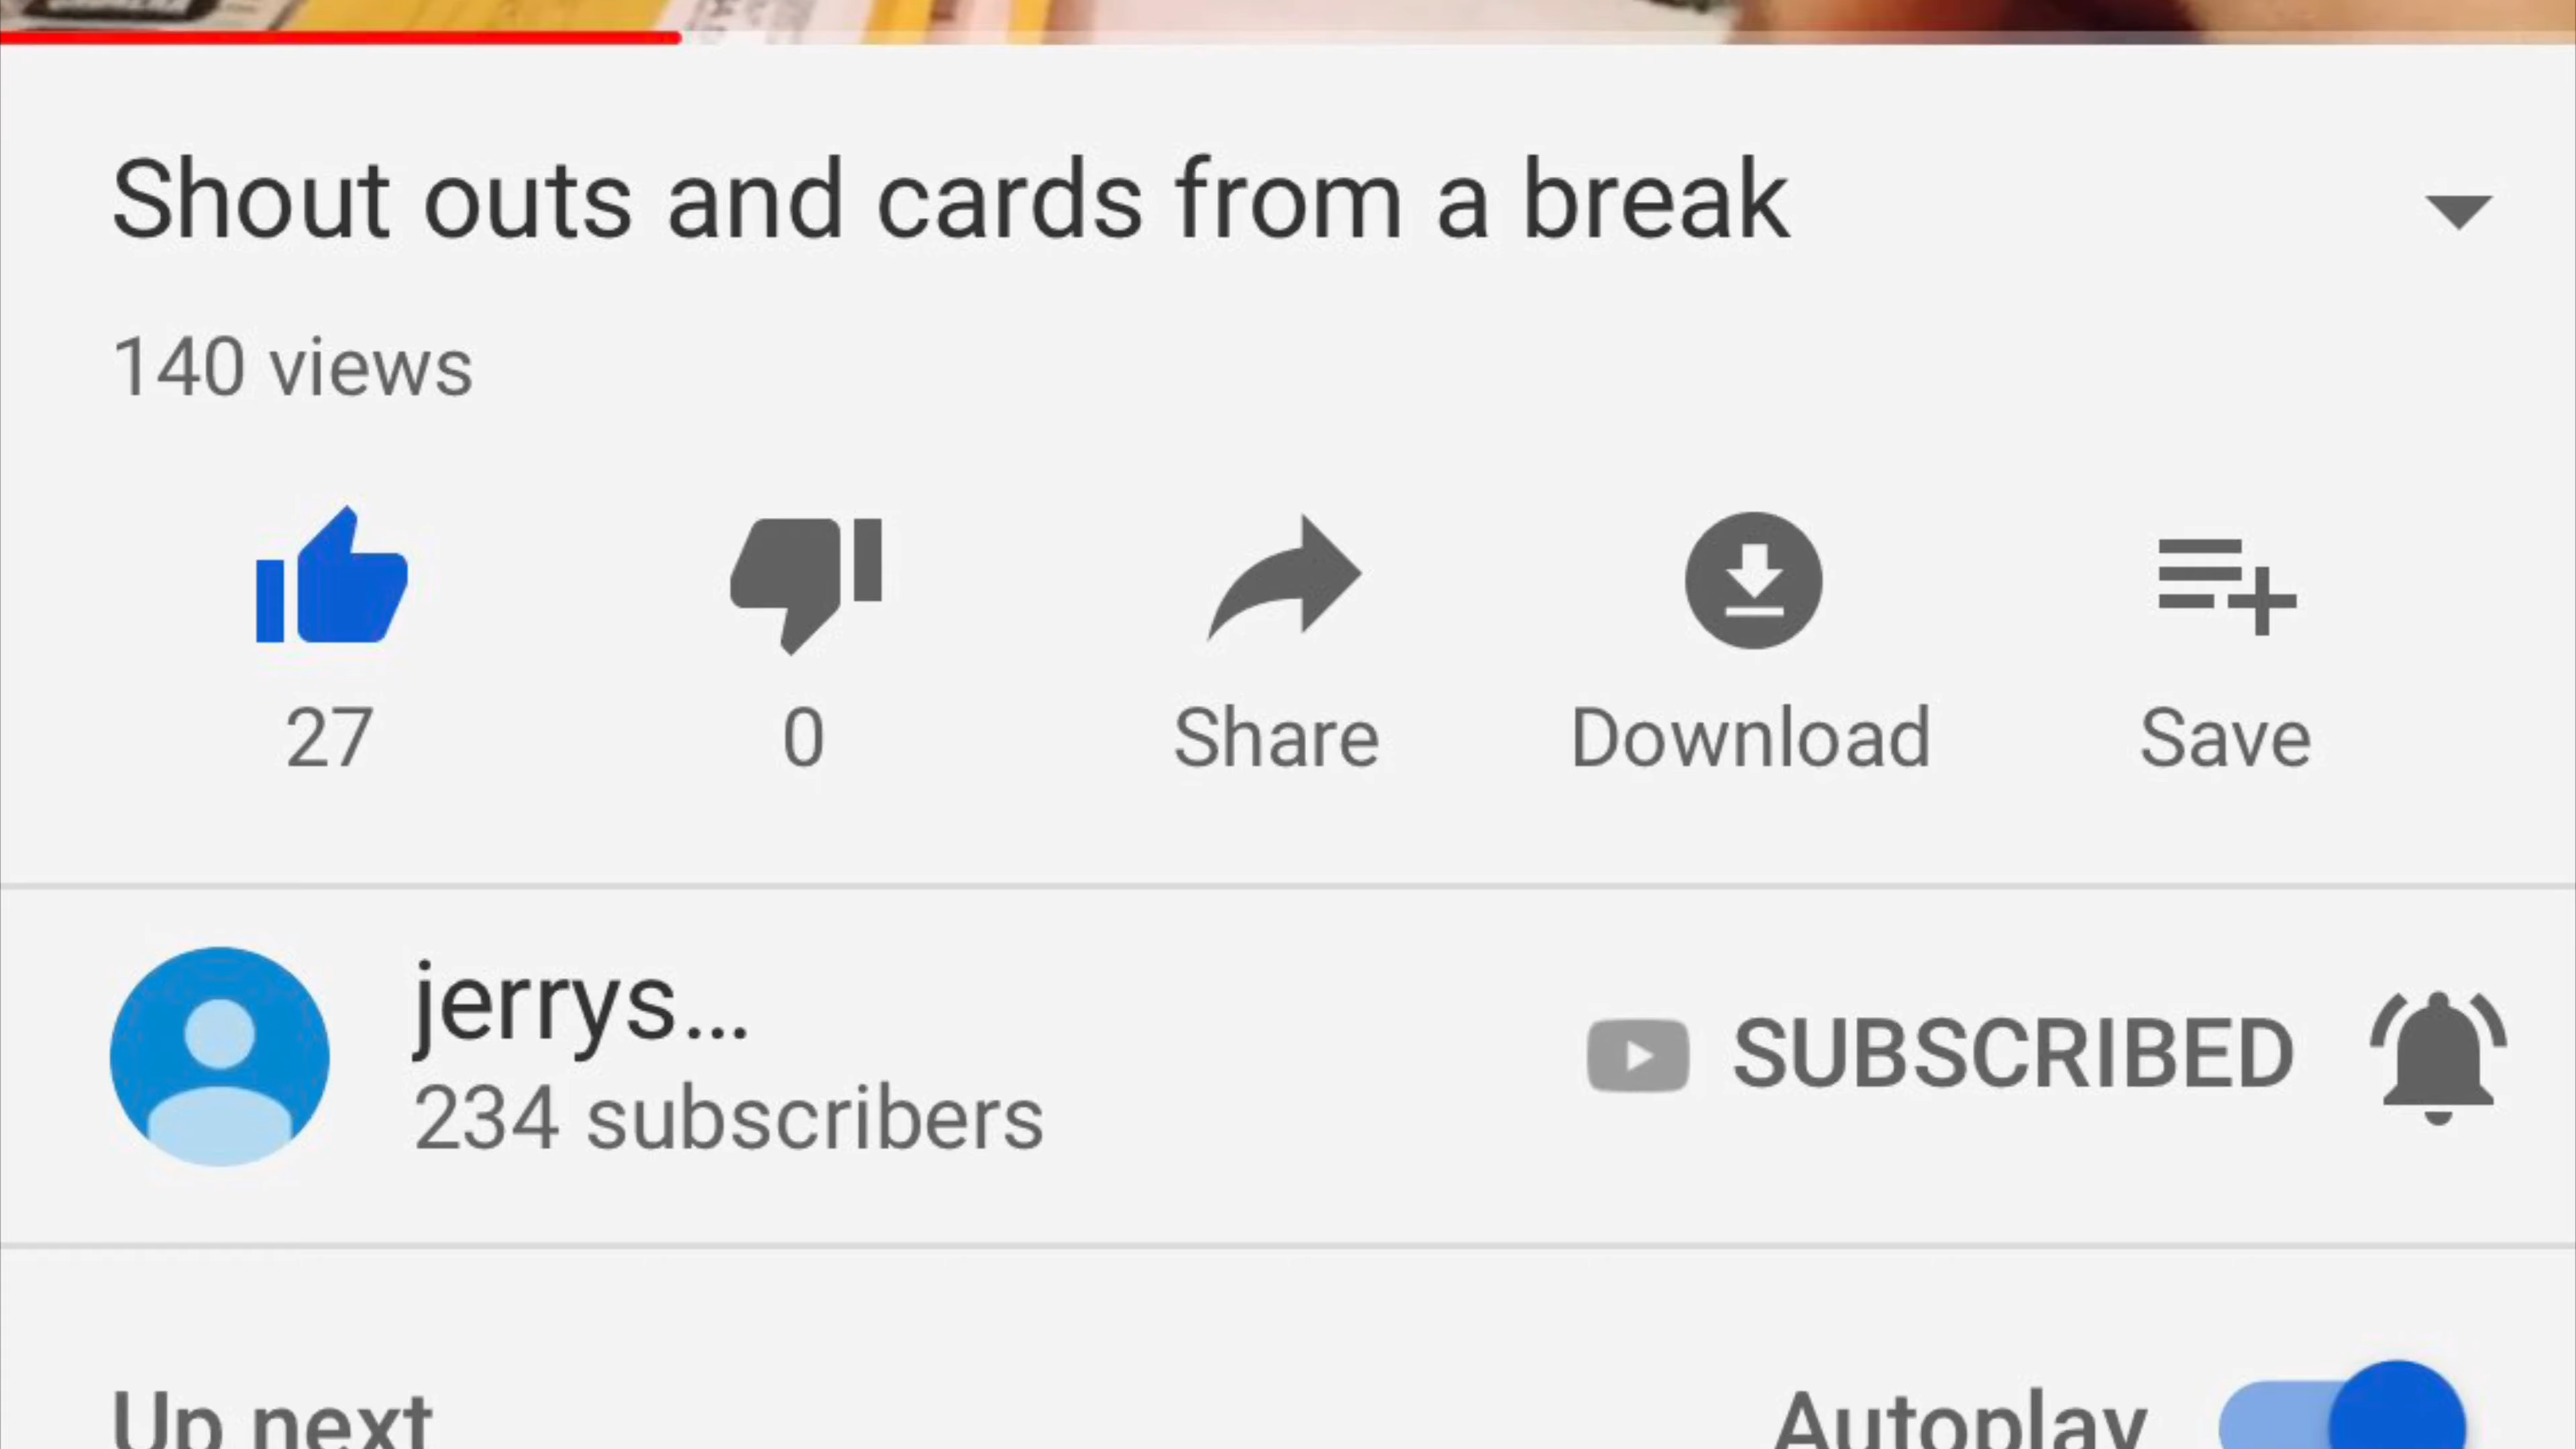 Shout outs and cards from a break
140 views
27 0 Share Download Save
jerrys...
234 subscribers
SUBSCRIBED
Up next Autoplay